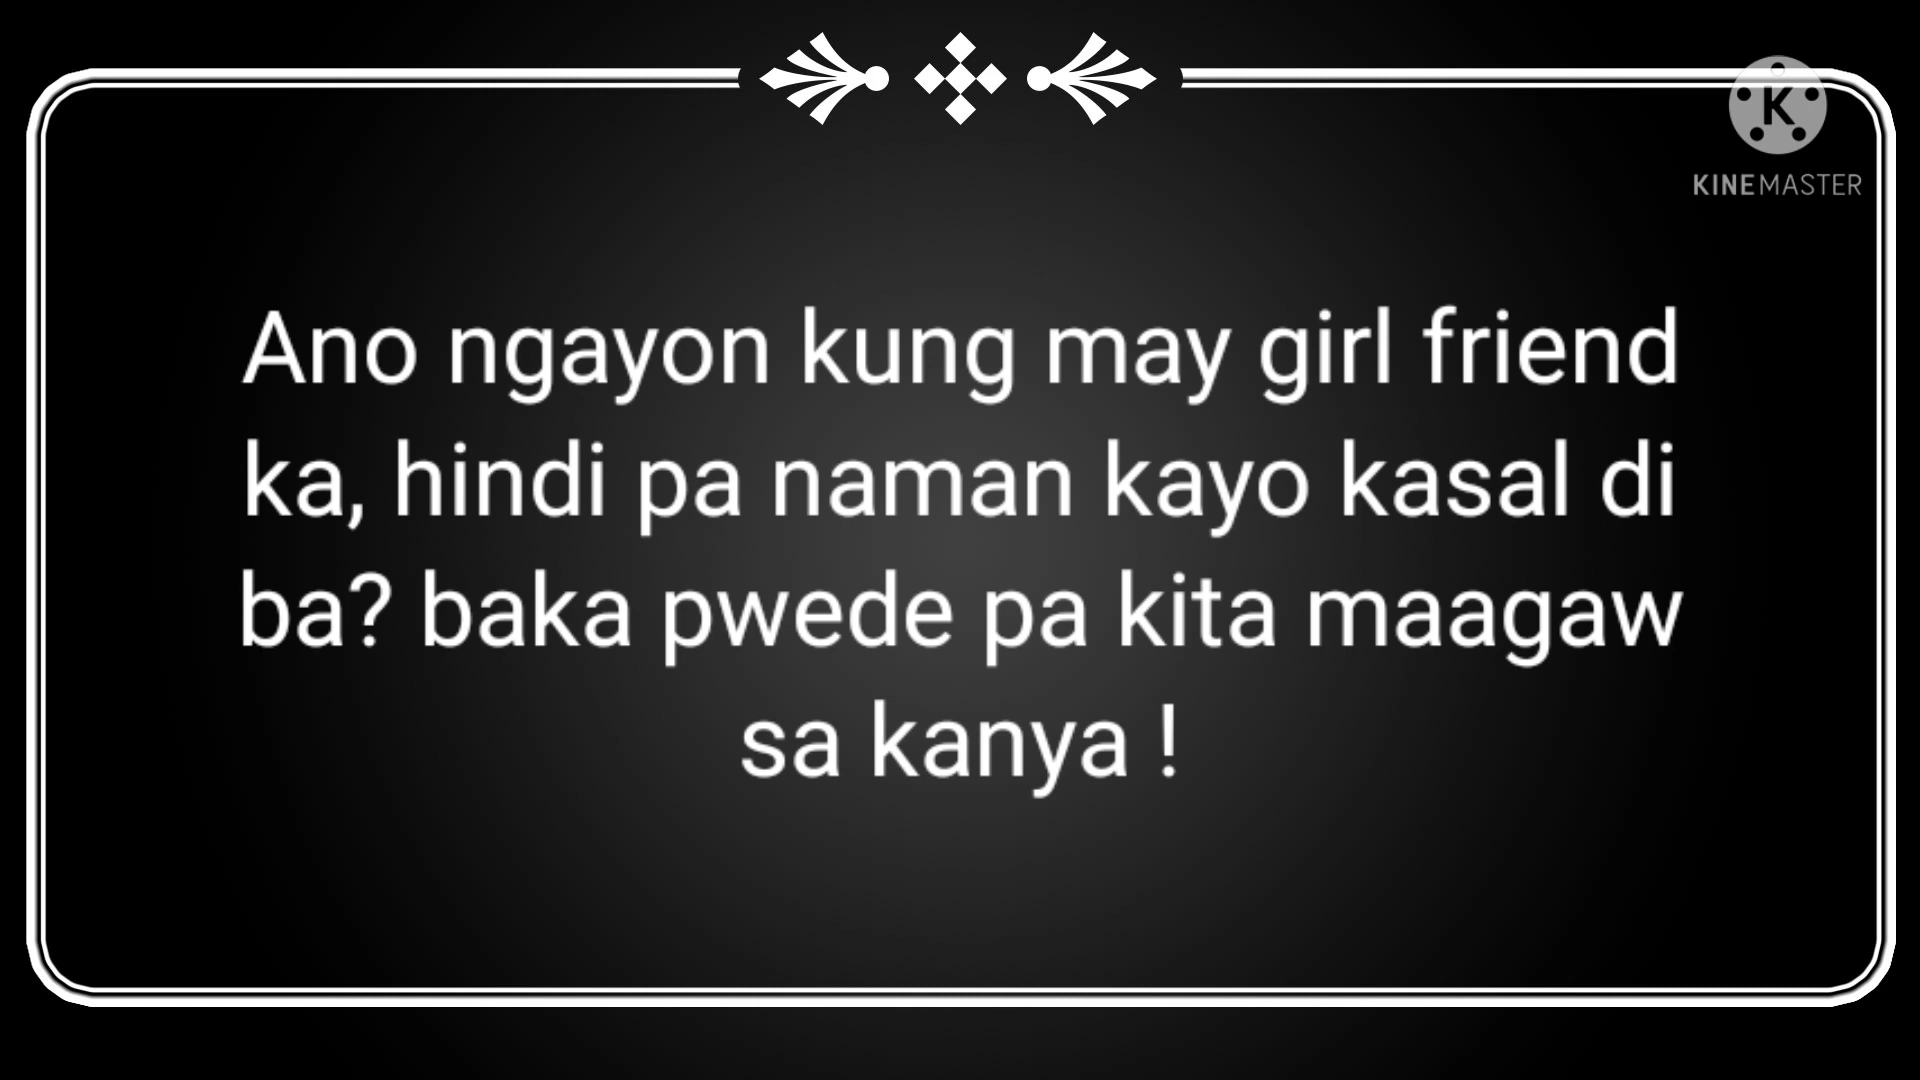 KINEMASTER
Ano ngayon kung may girl friend
ka, hindi pa naman kayo kasal di
ba? baka pwede pa kita maagaw
sa kanya !